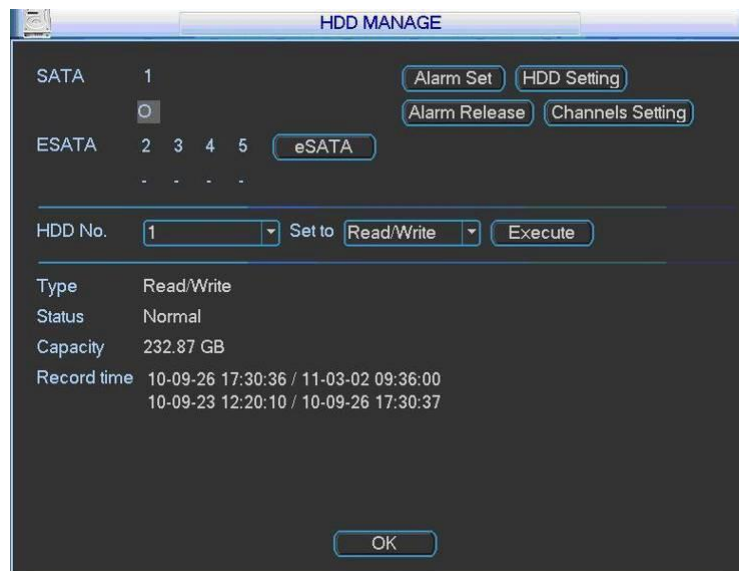 HDD MANAGE
SATA 1 Alarm Set HDD Setting
O Alarm Release Channels Setting
ESATA 2 3 4 5 eSATA
- - - -
HDD No. 1 Set to Read/Write Execute
Type Read/Write
Status Normal
Capacity 232.87 GB
Record time 10-09-26 17:30:36 / 11-03-02 09:36:00
10-09-23 12:20:10 / 10-09-26 17:30:37
OK